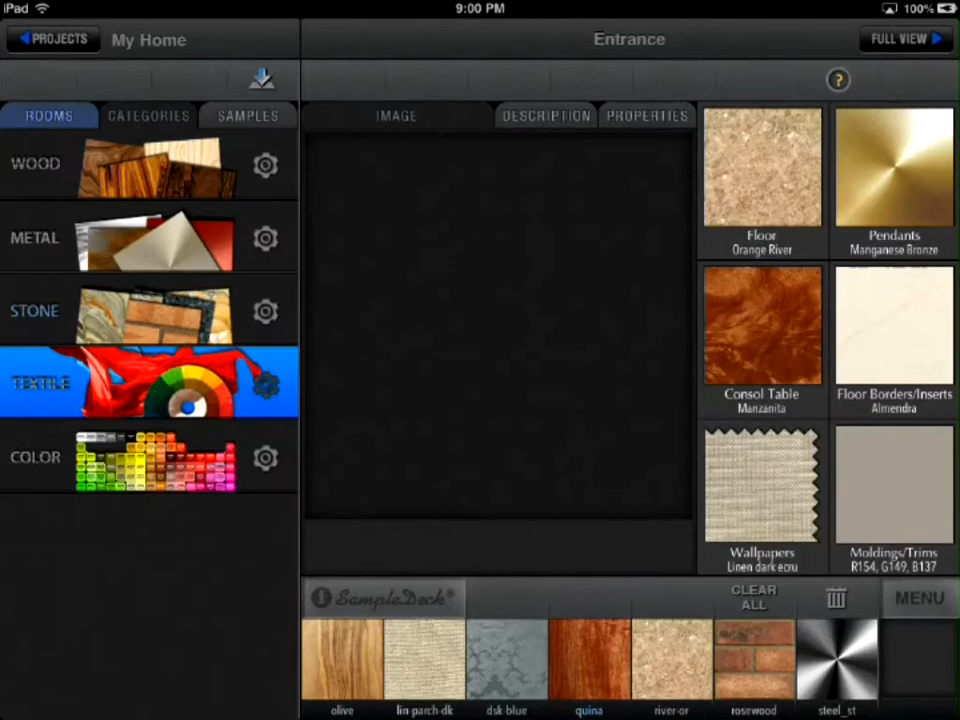 iPad
9:00 PM
100%
PROJECTS
My Home
Entrance
FULL VIEW
?
ROOMS
CATEGORIES
SAMPLES
IMAGE
DESCRIPTION
PROPERTIES
WOOD
METAL
STONE
TEXTILE
COLOR
Floor
Orange River
Pendants
Manganese Bronze
Consol Table
Manzanita
Floor Borders/Inserts
Almendra
Wallpapers
Linen dark ecru
Moldings/Trims
R154, G149, B137
SampleDeck®
CLEAR
ALL
MENU
olive
lin-parch-dk
dsk-blue
quina
river-or
rosewood
steel_st